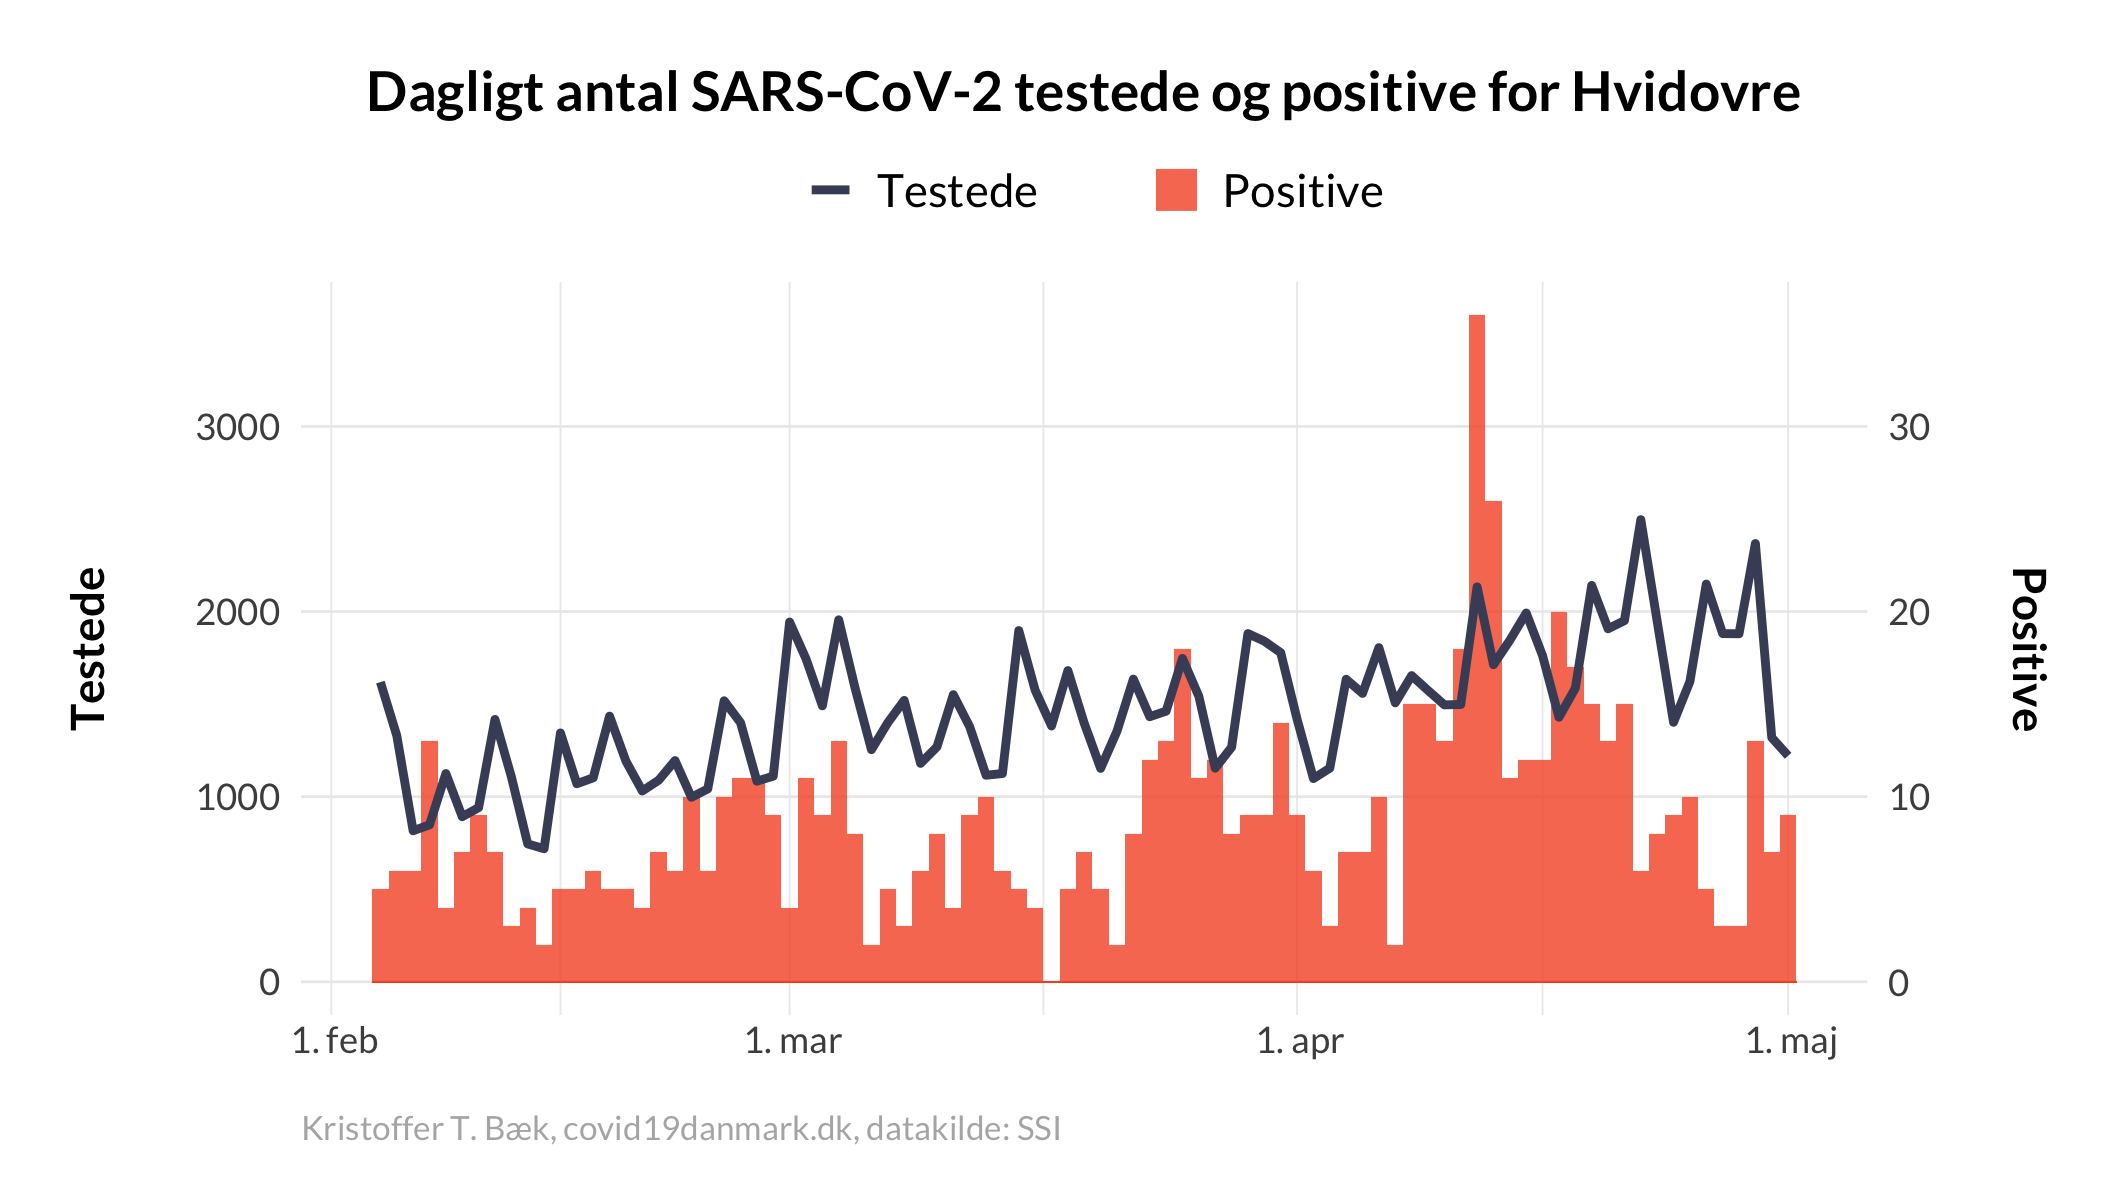 Dagligt antal SARS-CoV-2 testede og positive for Hvidovre
Testede
Positive
Testede
3000
2000
1000
0
30
20
10
0
Positive
1. feb
1. mar
1. apr
1. maj
Kristoffer T. Bæk, covid19danmark.dk, datakilde: SSI